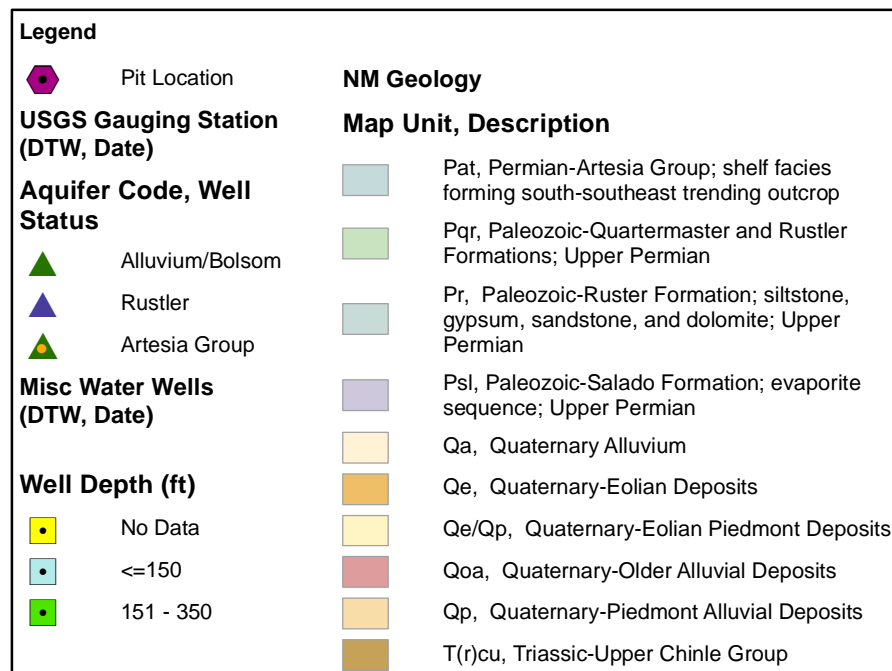 Legend
Pit Location
USGS Gauging Station
(DTW, Date)
Aquifer Code, Well
Status
Alluvium/Bolsom
Rustler
Artesia Group
Misc Water Wells
(DTW, Date)
Well Depth (ft)
No Data
<=150
151 - 350
NM Geology
Map Unit, Description
Pat, Permian-Artesia Group; shelf facies
forming south-southeast trending outcrop
Pqr, Paleozoic-Quartermaster and Rustler
Formations; Upper Permian
Pr, Paleozoic-Ruster Formation; siltstone,
gypsum, sandstone, and dolomite; Upper
Permian
Psl, Paleozoic-Salado Formation; evaporite
sequence; Upper Permian
Qa, Quaternary Alluvium
Qe, Quaternary-Eolian Deposits
Qe/Qp, Quaternary-Eolian Piedmont Deposits
Qoa, Quaternary-Older Alluvial Deposits
Qp, Quaternary-Piedmont Alluvial Deposits
T(r)cu, Triassic-Upper Chinle Group